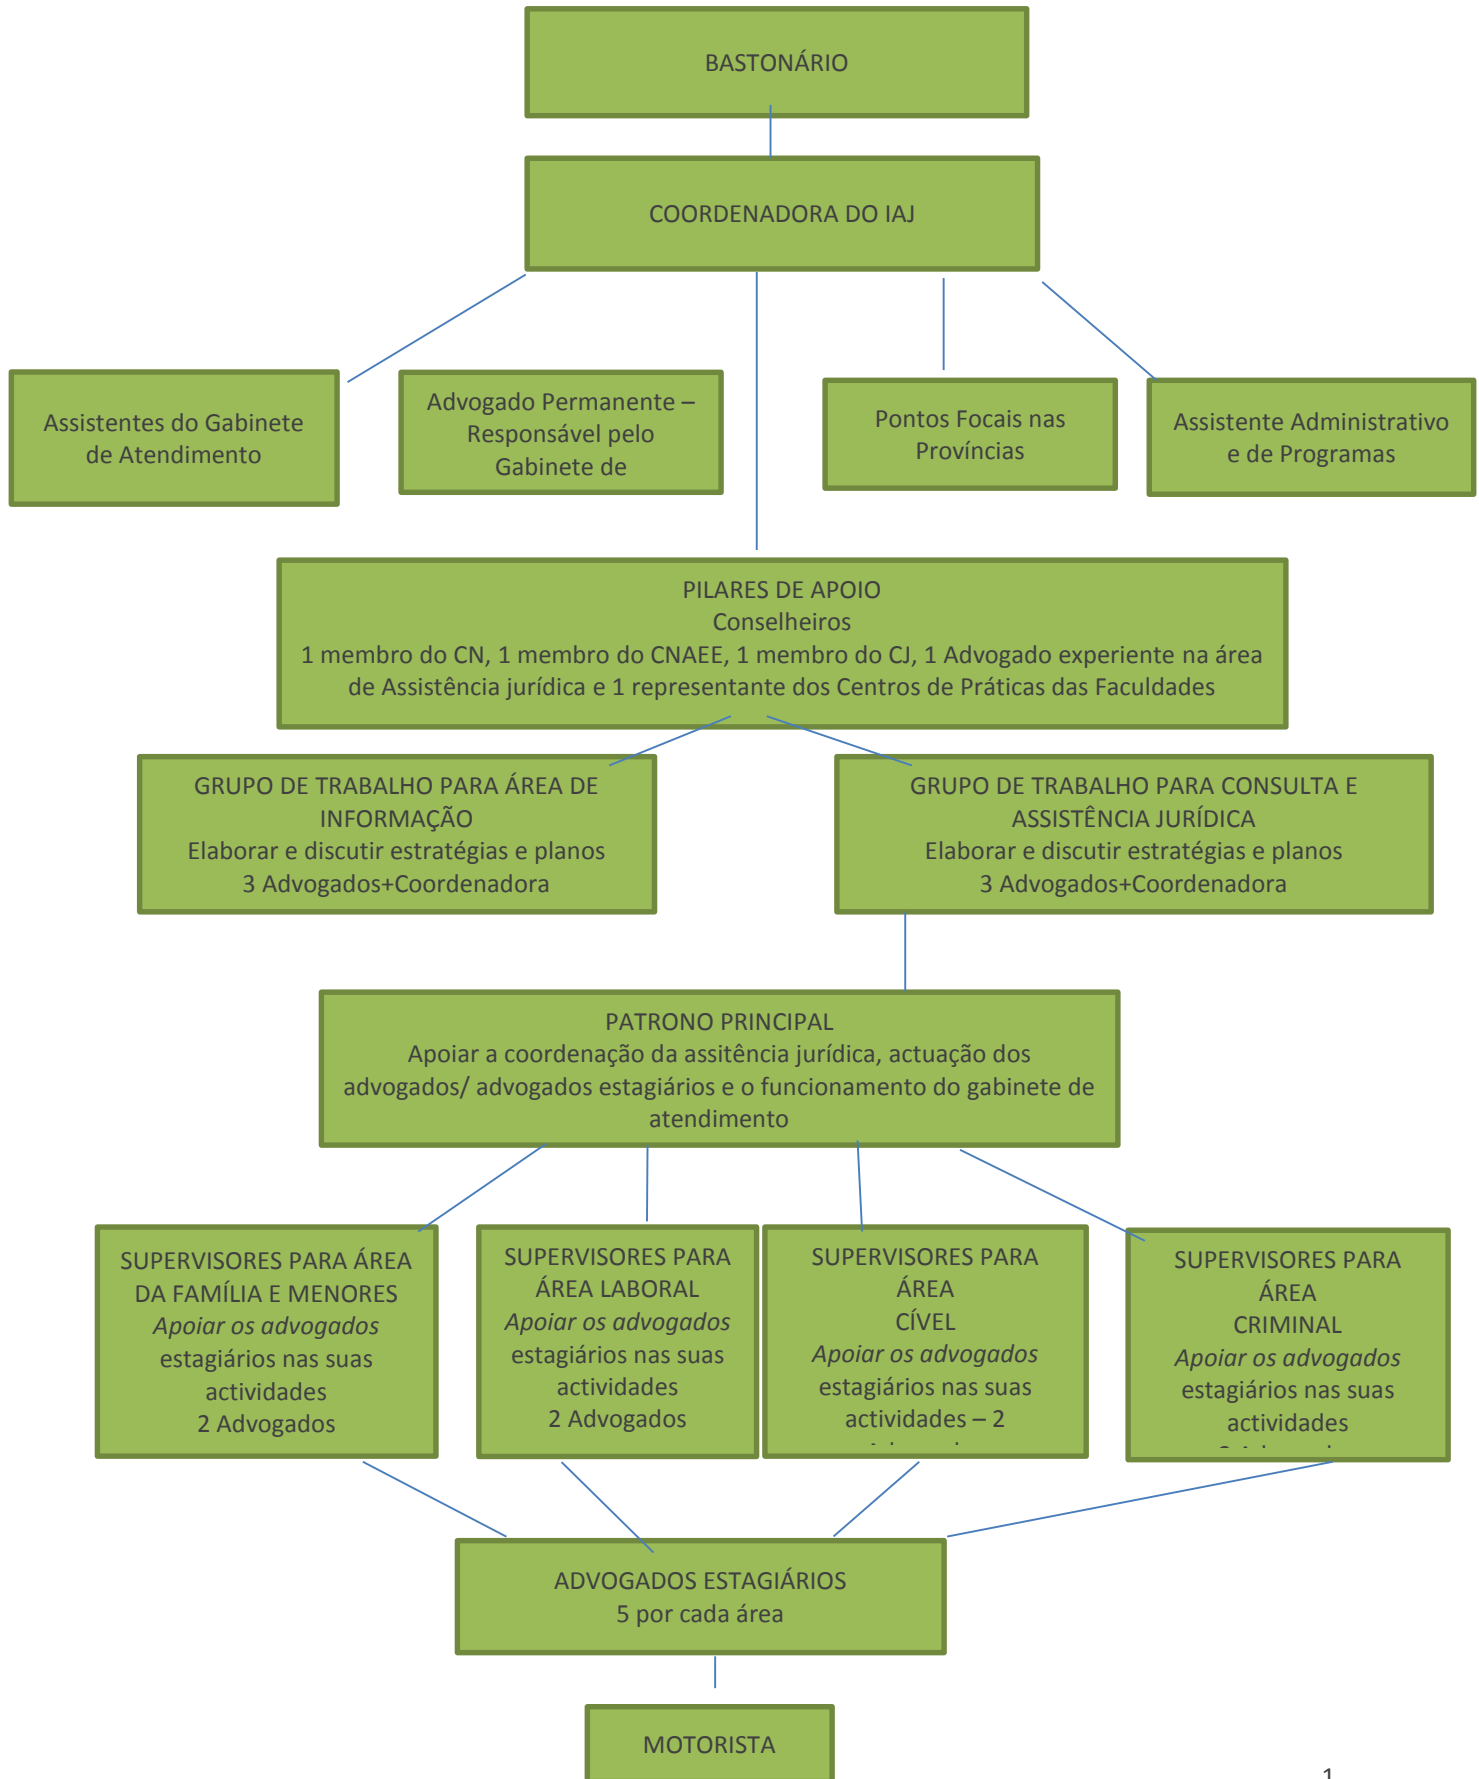 BASTONÁRIO
COORDENADORA DO IAJ
Assistentes do Gabinete
de Atendimento
Advogado Permanente –
Responsável pelo
Gabinete de
Pontos Focais nas
Províncias
Assistente Administrativo
e de Programas
PILARES DE APOIO
Conselheiros
1 membro do CN, 1 membro do CNAEE, 1 membro do CJ, 1 Advogado experiente na área
de Assistência jurídica e 1 representante dos Centros de Práticas das Faculdades
GRUPO DE TRABALHO PARA ÁREA DE
INFORMAÇÃO
Elaborar e discutir estratégias e planos
3 Advogados+Coordenadora
GRUPO DE TRABALHO PARA CONSULTA E
ASSISTÊNCIA JURÍDICA
Elaborar e discutir estratégias e planos
3 Advogados+Coordenadora
PATRONO PRINCIPAL
Apoiar a coordenação da assitência jurídica, actuação dos
advogados/ advogados estagiários e o funcionamento do gabinete de
atendimento
SUPERVISORES PARA ÁREA
DA FAMÍLIA E MENORES
Apoiar os advogados
estagiários nas suas
actividades
2 Advogados
SUPERVISORES PARA
ÁREA LABORAL
Apoiar os advogados
estagiários nas suas
actividades
2 Advogados
SUPERVISORES PARA
ÁREA
CÍVEL
Apoiar os advogados
estagiários nas suas
actividades – 2
SUPERVISORES PARA
ÁREA
CRIMINAL
Apoiar os advogados
estagiários nas suas
actividades
ADVOGADOS ESTAGIÁRIOS
5 por cada área
MOTORISTA
1